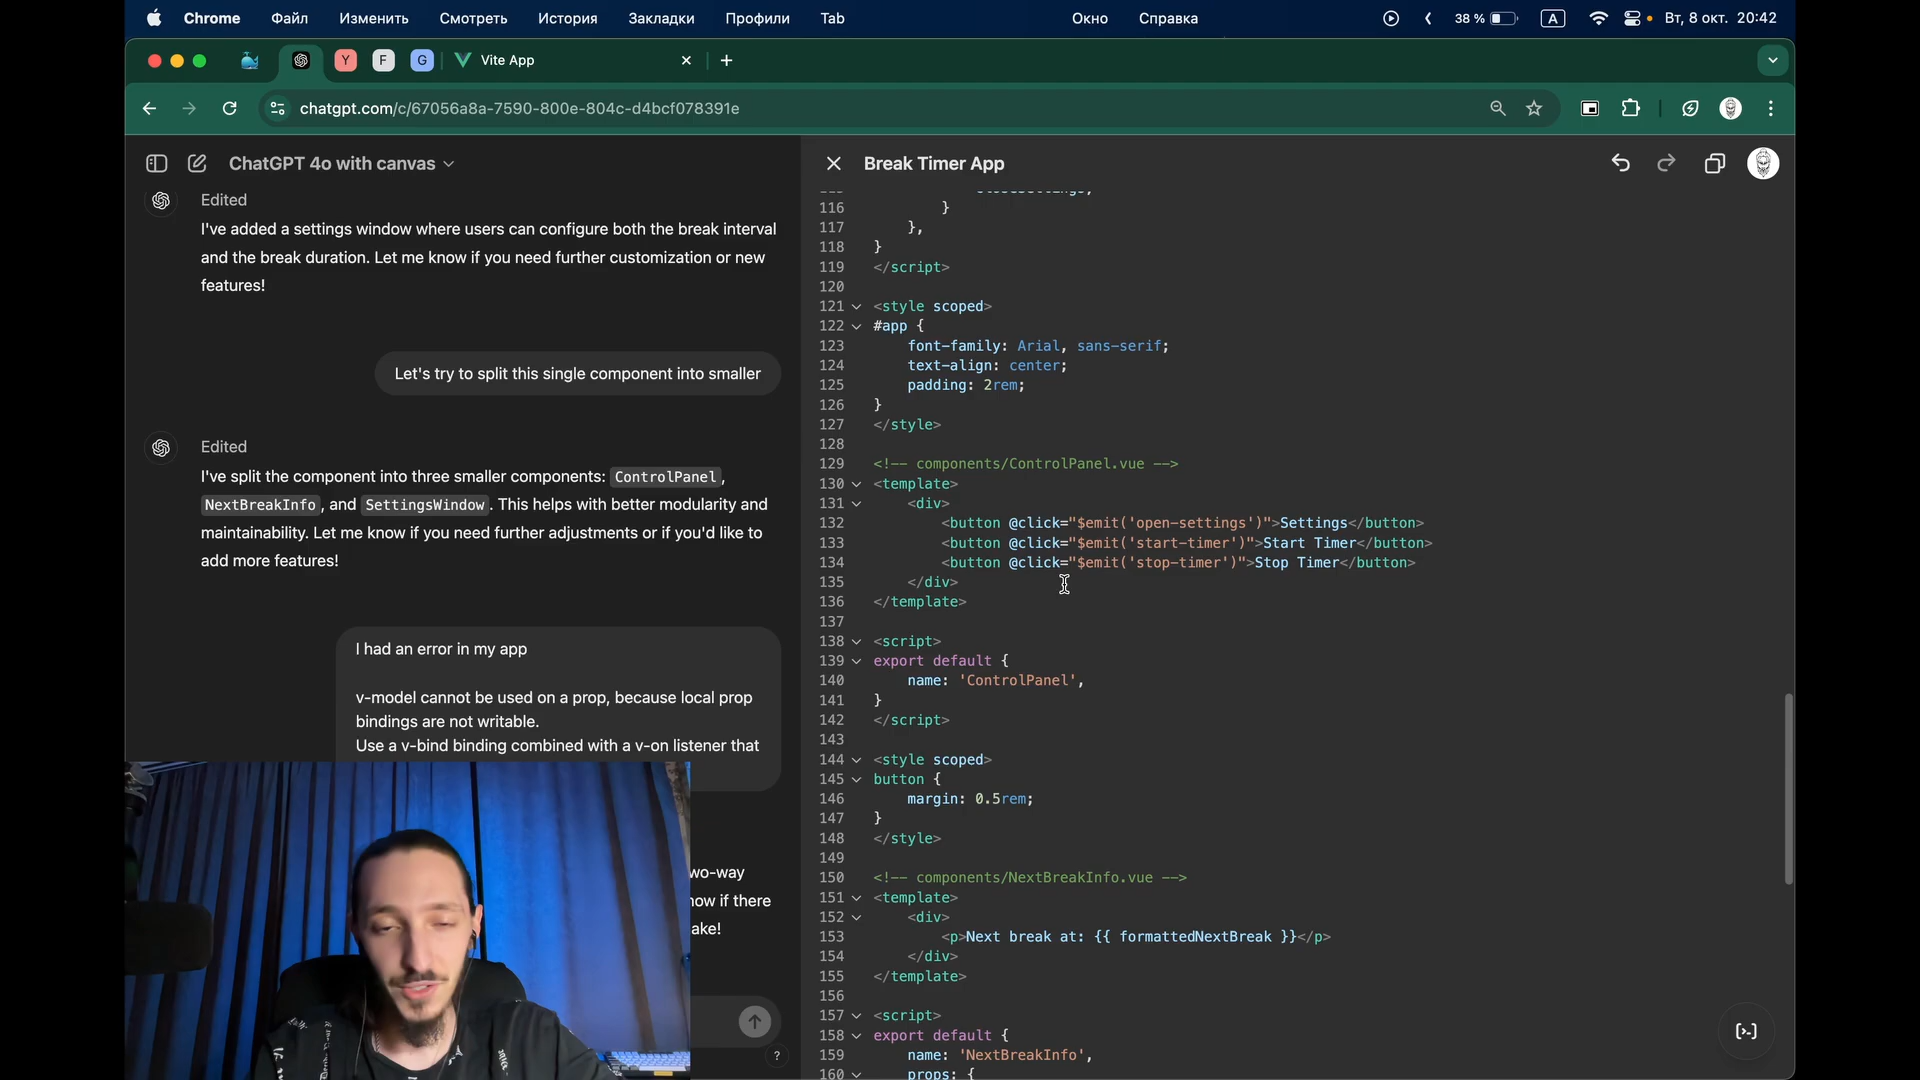 Chrome Файл Изменить Смотреть История Закладки Профили Tab Окно Справка 38 % A Вт, 8 окт. 20:42
Y F G Vite App
chatgpt.com/c/67056a8a-7590-800e-804c-d4bcf078391e
ChatGPT 4o with canvas
Edited
I've added a settings window where users can configure both the break interval
and the break duration. Let me know if you need further customization or new
features!
Let's try to split this single component into smaller
Edited
I've split the component into three smaller components: ControlPanel,
NextBreakInfo, and SettingsWindow. This helps with better modularity and
maintainability. Let me know if you need further adjustments or if you'd like to
add more features!
I had an error in my app
v-model cannot be used on a prop, because local prop
bindings are not writable.
Use a v-bind binding combined with a v-on listener that
?
Break Timer App
116 }
117 },
118 }
119 </script>
120
121 <style scoped>
122 #app {
123 font-family: Arial, sans-serif;
124 text-align: center;
125 padding: 2rem;
126 }
127 </style>
128
129 <!-- components/ControlPanel.vue -->
130 <template>
131 <div>
132 <button @click="$emit('open-settings')">Settings</button>
133 <button @click="$emit('start-timer')">Start Timer</button>
134 <button @click="$emit('stop-timer')">Stop Timer</button>
135 </div>
136 </template>
137
138 <script>
139 export default {
140 name: 'ControlPanel',
141 }
142 </script>
143
144 <style scoped>
145 button {
146 margin: 0.5rem;
147 }
148 </style>
149
150 <!-- components/NextBreakInfo.vue -->
151 <template>
152 <div>
153 <p>Next break at: {{ formattedNextBreak }}</p>
154 </div>
155 </template>
156
157 <script>
158 export default {
159 name: 'NextBreakInfo',
160 props: {